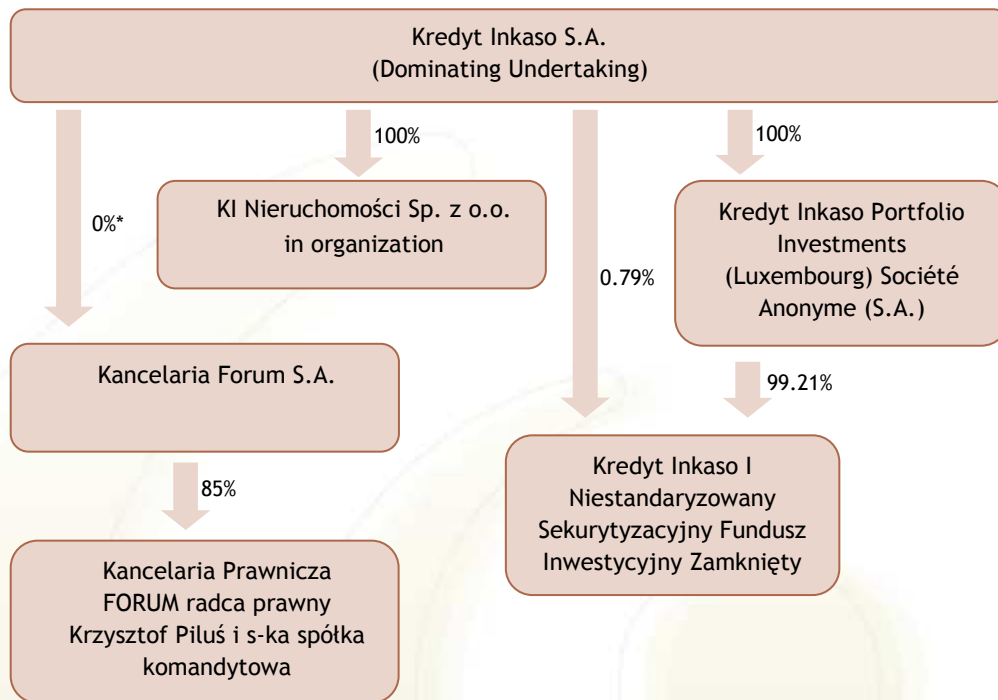 Kredyt Inkaso S.A.
(Dominating Undertaking)
100%
100%
0%*
KI Nieruchomości Sp. z o.o.
in organization
0.79%
Kredyt Inkaso Portfolio
Investments
(Luxembourg) Société
Anonyme (S.A.)
Kancelaria Forum S.A.
99.21%
85%
Kredyt Inkaso I
Niestandaryzowany
Sekurytyzacyjny Fundusz
Inwestycyjny Zamknięty
Kancelaria Prawnicza
FORUM radca prawny
Krzysztof Piluś i s-ka spółka
komandytowa